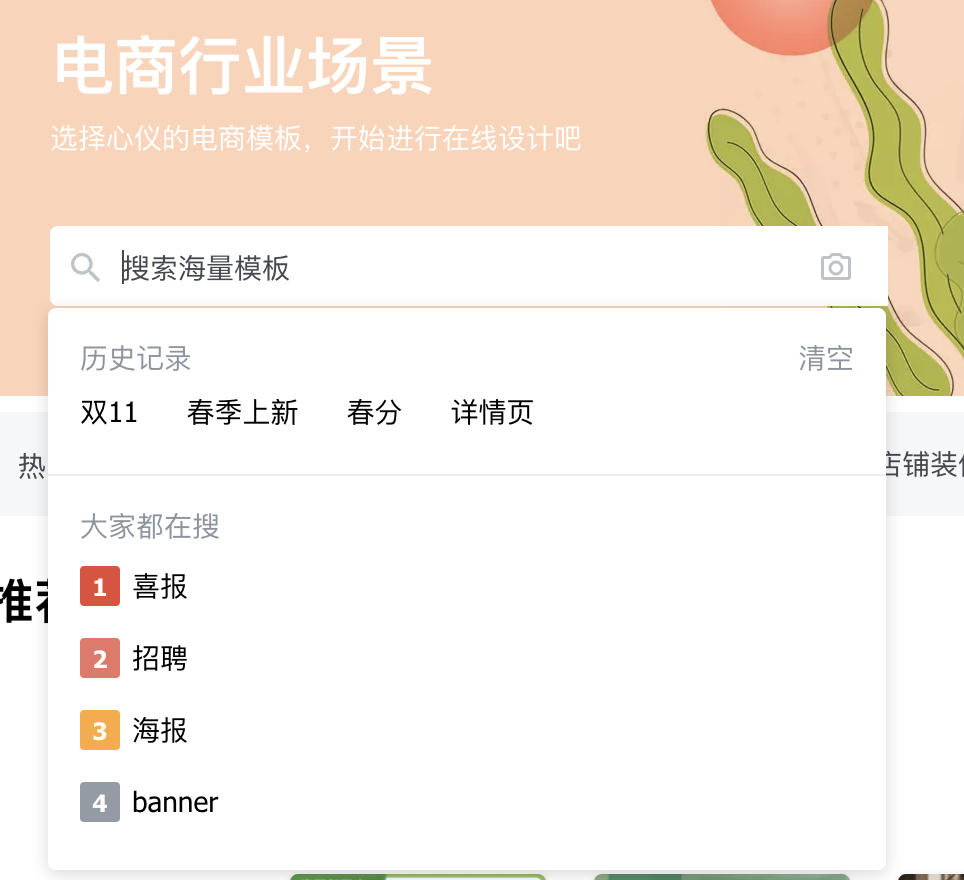 电商行业场景
选择心仪的电商模板，开始进行在线设计吧
搜索海量模板
历史记录 清空
双11 春季上新 春分 详情页
热 店铺装
大家都在搜
推
1 喜报
2 招聘
3 海报
4 banner